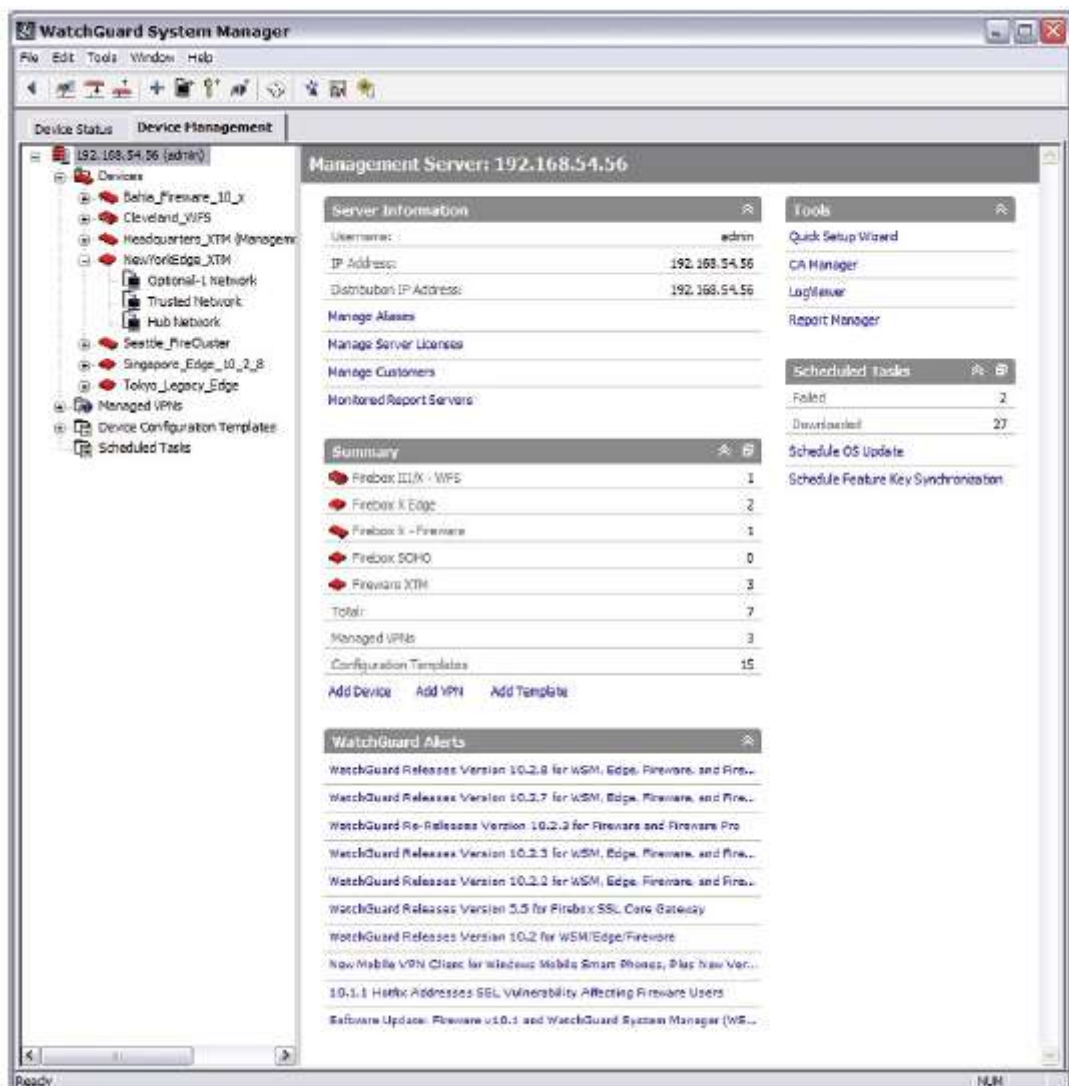 WatchGuard System Manager
File Edit Tools Window Help
Device Status Device Management
192.168.54.56 (admin)
Devices
Bahia_Fireware_10_x
Cleveland_WFS
Headquarters_XTM (Manageme
NewYorkEdge_XTM
Optional-1 Network
Trusted Network
Hub Network
Seattle_FireCluster
Singapore_Edge_10_2_8
Tokyo_Legacy_Edge
Managed VPNs
Device Configuration Templates
Scheduled Tasks
Management Server: 192.168.54.56
Server Information
Username: admin
IP Address: 192.168.54.56
Distribution IP Address: 192.168.54.56
Manage Aliases
Manage Server Licenses
Manage Customers
Monitored Report Servers
Summary
Firebox III/X - WFS 1
Firebox X Edge 2
Firebox X - Fireware 1
Firebox SOHO 0
Fireware XTM 3
Total: 7
Managed VPNs 3
Configuration Templates 15
Add Device Add VPN Add Template
WatchGuard Alerts
WatchGuard Releases Version 10.2.8 for WSM, Edge, Fireware, and Fire...
WatchGuard Releases Version 10.2.7 for WSM, Edge, Fireware, and Fire...
WatchGuard Re-Releases Version 10.2.3 for Fireware and Fireware Pro
WatchGuard Releases Version 10.2.3 for WSM, Edge, Fireware, and Fire...
WatchGuard Releases Version 10.2.2 for WSM, Edge, Fireware, and Fire...
WatchGuard Releases Version 5.5 for Firebox SSL Core Gateway
WatchGuard Releases Version 10.2 for WSM/Edge/Fireware
New Mobile VPN Client for Windows Mobile Smart Phones, Plus New Ver...
10.1.1 Hotfix Addresses SSL Vulnerability Affecting Fireware Users
Software Update: Fireware v10.1 and WatchGuard System Manager (WS...
Tools
Quick Setup Wizard
CA Manager
LogViewer
Report Manager
Scheduled Tasks
Failed 2
Downloaded 27
Schedule OS Update
Schedule Feature Key Synchronization
Ready NUM